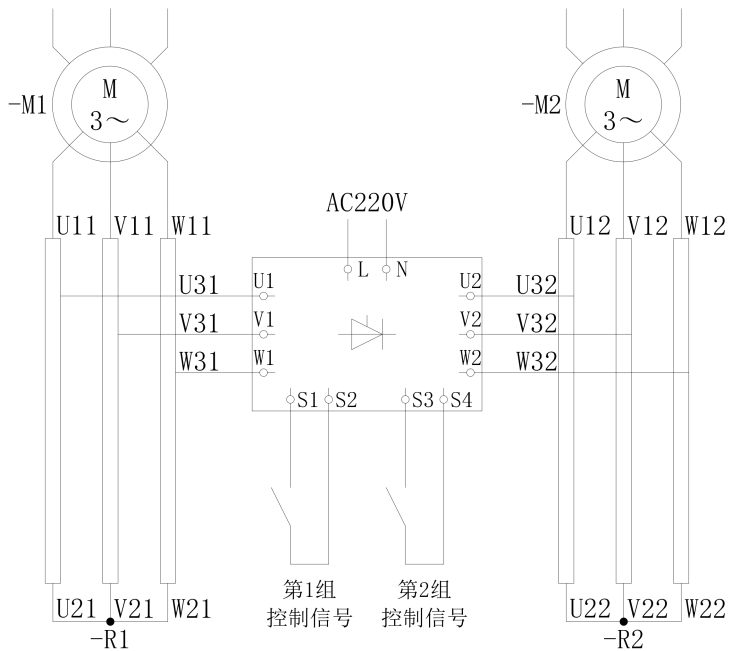 M
3～
-M1
M
3～
-M2
AC220V
U11 V11 W11
U12 V12 W12
L N
U31 U1 U2 U32
V31 V1 V2 V32
W31 W1 W2 W32
S1 S2 S3 S4
第1组
控制信号
第2组
控制信号
U21 V21 W21
U22 V22 W22
-R1
-R2